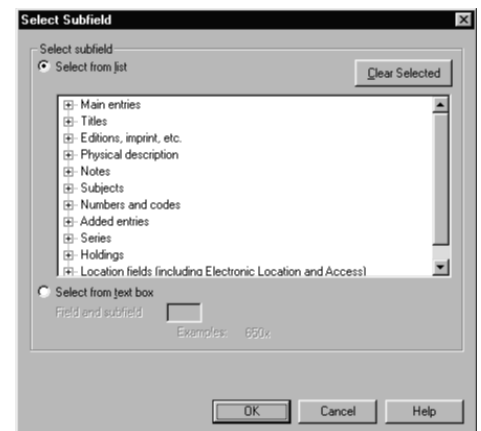 Select Subfield
Select subfield
Select from list
Clear Selected
Main entries
Titles
Editions, imprint, etc.
Physical description
Notes
Subjects
Numbers and codes
Added entries
Series
Holdings
Location fields (including Electronic Location and Access)
Select from text box
Field and subfield
Examples: 650x
OK Cancel Help